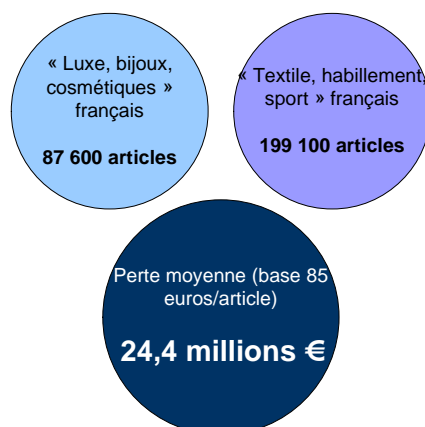 « Luxe, bijoux,
cosmétiques »
français
87 600 articles
« Textile, habillement,
sport » français
199 100 articles
Perte moyenne (base 85
euros/article)
24,4 millions €